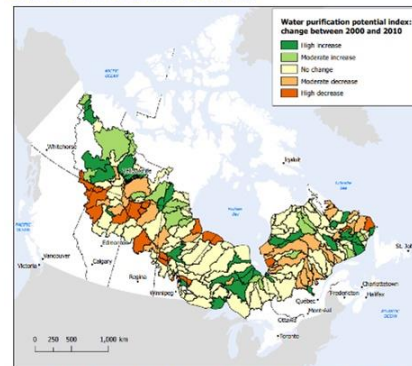 Water purification potential index:
change between 2000 and 2010
High increase
Moderate increase
No change
Moderate decrease
High decrease
Whitehorse
Iqaluit
Edmonton
Vancouver
Victoria
Calgary
Regina
Winnipeg
St. Jo
Charlottetown
Québec
Fredericton
Halifax
Montréal
Ottawa
Toronto
0 250 500 1,000 km